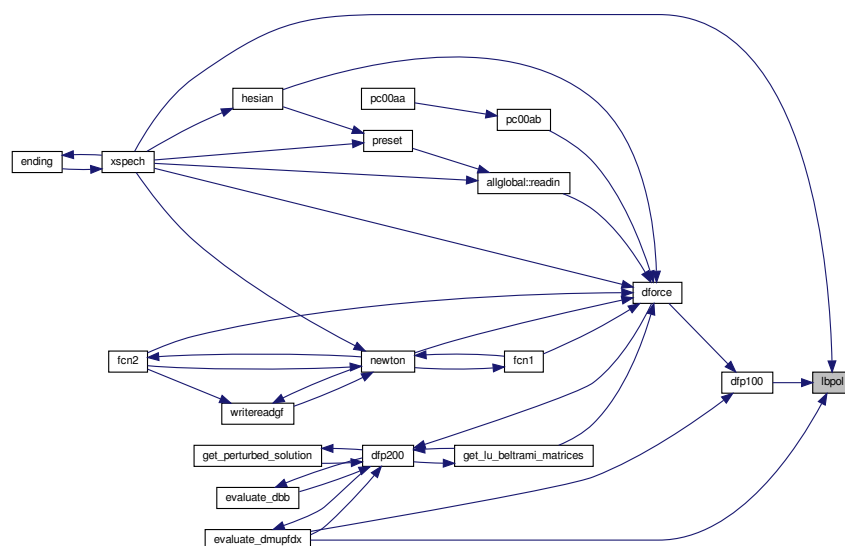 hesian
pc00aa
pc00ab
preset
ending
xspech
allglobal::readin
dforce
fcn2
newton
fcn1
dfp100
lbpol
writereadgf
get_perturbed_solution
dfp200
get_lu_beltrami_matrices
evaluate_dbb
evaluate_dmupfdx